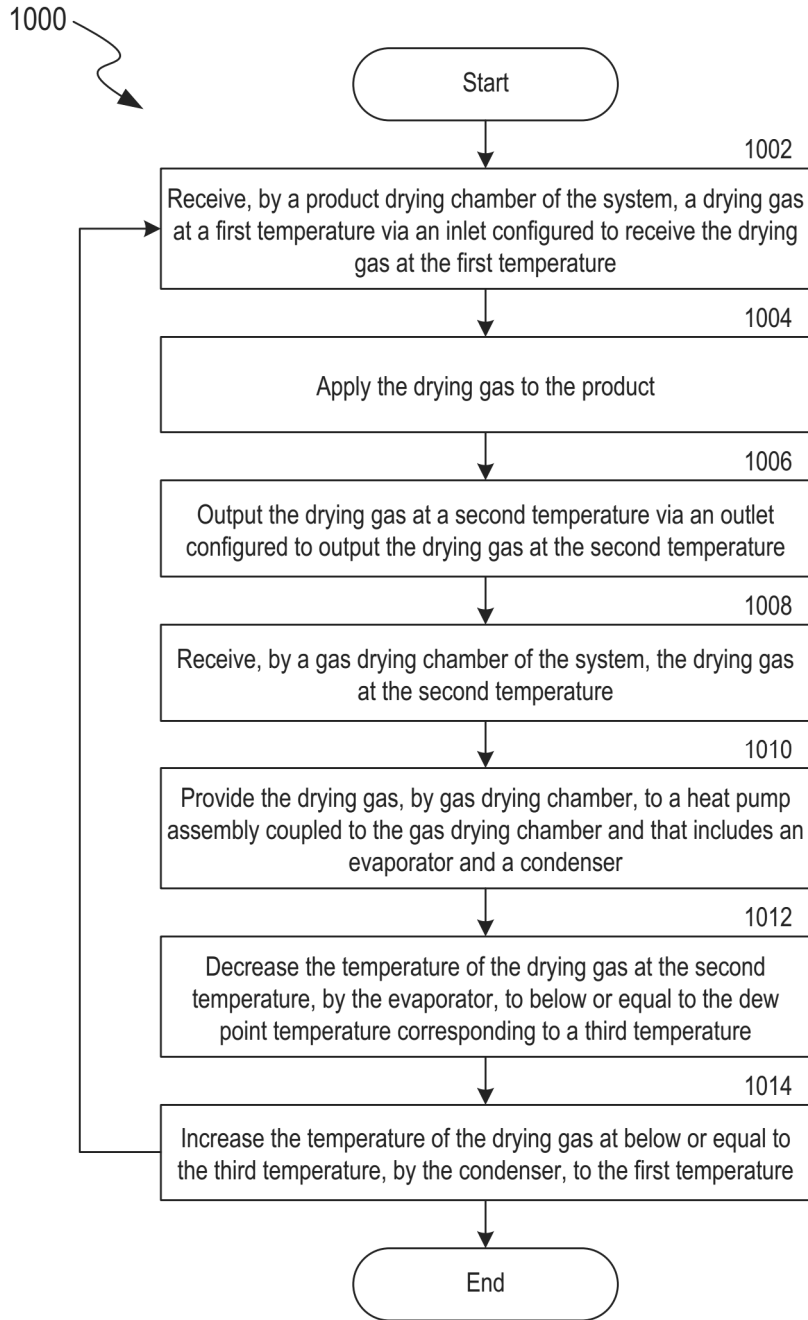 1000
Start
1002
Receive, by a product drying chamber of the system, a drying gas
at a first temperature via an inlet configured to receive the drying
gas at the first temperature
1004
Apply the drying gas to the product
1006
Output the drying gas at a second temperature via an outlet
configured to output the drying gas at the second temperature
1008
Receive, by a gas drying chamber of the system, the drying gas
at the second temperature
1010
Provide the drying gas, by gas drying chamber, to a heat pump
assembly coupled to the gas drying chamber and that includes an
evaporator and a condenser
1012
Decrease the temperature of the drying gas at the second
temperature, by the evaporator, to below or equal to the dew
point temperature corresponding to a third temperature
1014
Increase the temperature of the drying gas at below or equal to
the third temperature, by the condenser, to the first temperature
End